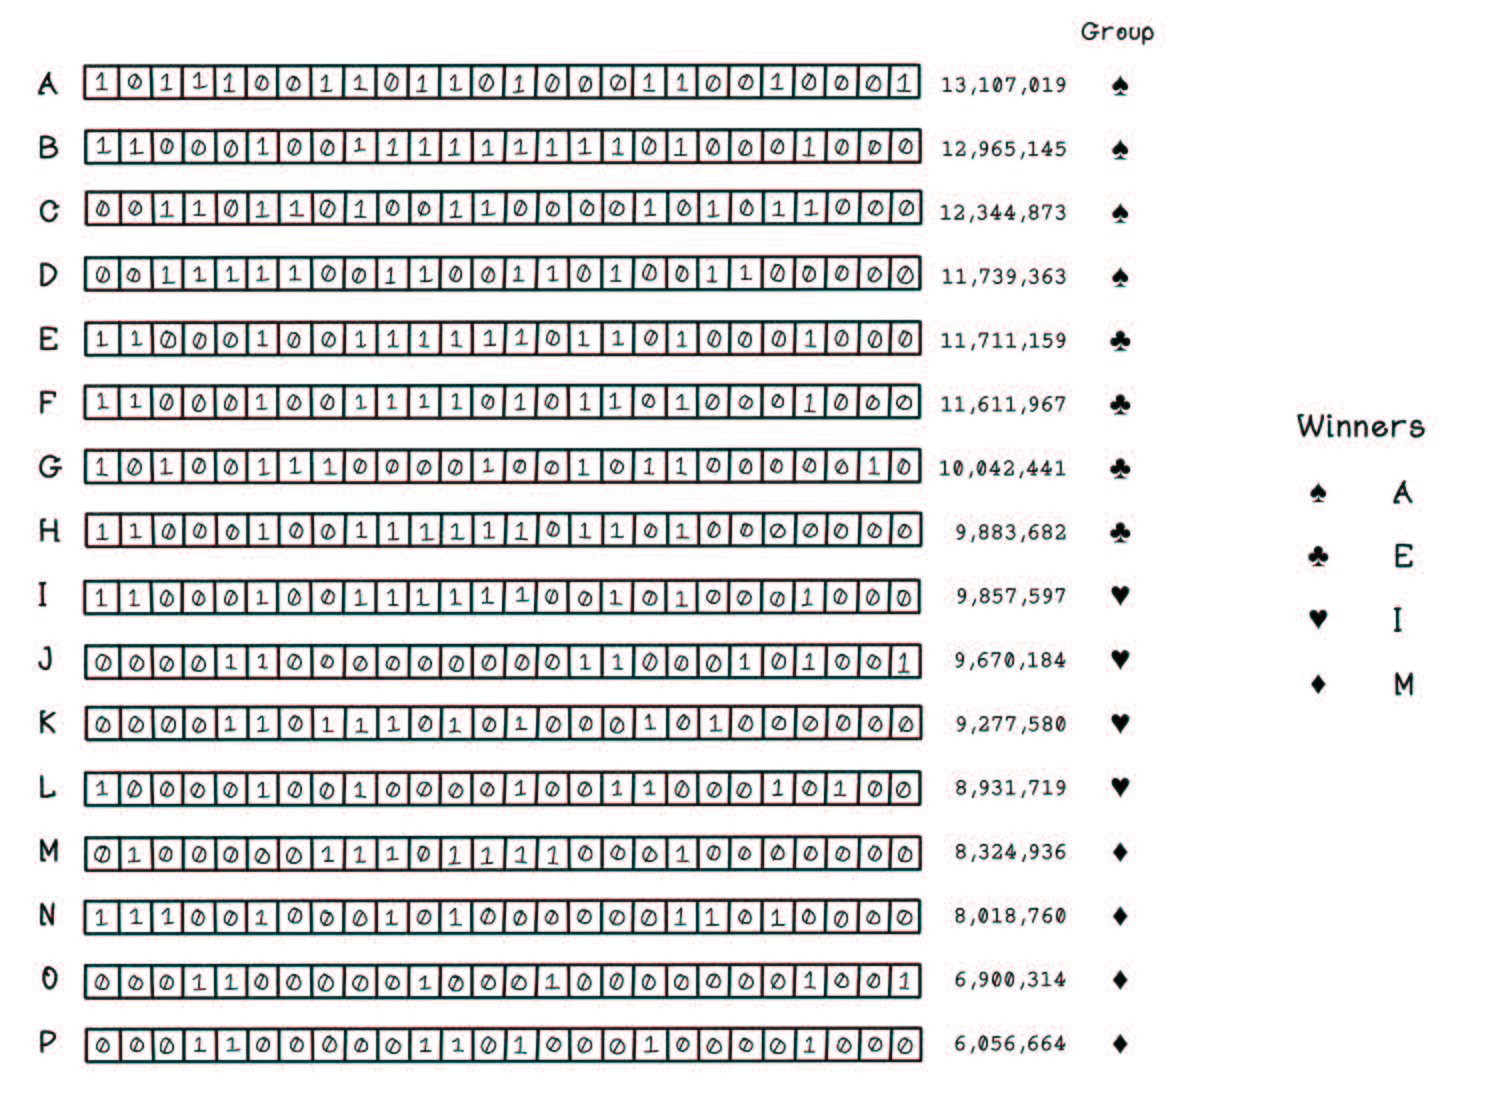 Group
A 1 0 1 1 1 0 0 1 1 0 1 1 0 1 0 0 0 1 1 0 0 1 0 0 0 1 13,107,019 ♠
B 1 1 0 0 0 1 0 0 1 1 1 1 1 1 1 1 1 0 1 0 0 0 1 0 0 0 12,965,145 ♠
C 0 0 1 1 0 1 1 0 1 0 0 1 1 0 0 0 0 1 0 1 0 1 1 0 0 0 12,344,873 ♠
D 0 0 1 1 1 1 1 0 0 1 1 0 0 1 1 0 1 0 0 1 1 0 0 0 0 0 11,739,363 ♠
E 1 1 0 0 0 1 0 0 1 1 1 1 1 1 0 1 1 0 1 0 0 0 1 0 0 0 11,711,159 ♣
F 1 1 0 0 0 1 0 0 1 1 1 1 0 1 0 1 1 0 1 0 0 0 1 0 0 0 11,611,967 ♣
G 1 0 1 0 0 1 1 1 0 0 0 0 1 0 0 1 0 1 1 0 0 0 0 0 1 0 10,042,441 ♣
H 1 1 0 0 0 1 0 0 1 1 1 1 1 1 0 1 1 0 1 0 0 0 0 0 0 0 9,883,682 ♣
I 1 1 0 0 0 1 0 0 1 1 1 1 1 1 0 0 1 0 1 0 0 0 1 0 0 0 9,857,597 ♥
J 0 0 0 0 1 1 0 0 0 0 0 0 0 0 0 1 1 0 0 0 1 0 1 0 0 1 9,670,184 ♥
K 0 0 0 0 1 1 0 1 1 1 0 1 0 1 0 0 0 1 0 1 0 0 0 0 0 0 9,277,580 ♥
L 1 0 0 0 0 1 0 0 1 0 0 0 0 1 0 0 1 1 0 0 0 1 0 1 0 0 8,931,719 ♥
M 0 1 0 0 0 0 0 1 1 1 0 1 1 1 1 0 0 0 1 0 0 0 0 0 0 0 8,324,936 ♦
N 1 1 1 0 0 1 0 0 0 1 0 1 0 0 0 0 0 0 1 1 0 1 0 0 0 0 8,018,760 ♦
O 0 0 0 1 1 0 0 0 0 0 1 0 0 0 1 0 0 0 0 0 0 0 1 0 0 1 6,900,314 ♦
P 0 0 0 1 1 0 0 0 0 0 1 1 0 1 0 0 0 1 0 0 0 0 1 0 0 0 6,056,664 ♦
Winners
♠ A
♣ E
♥ I
♦ M